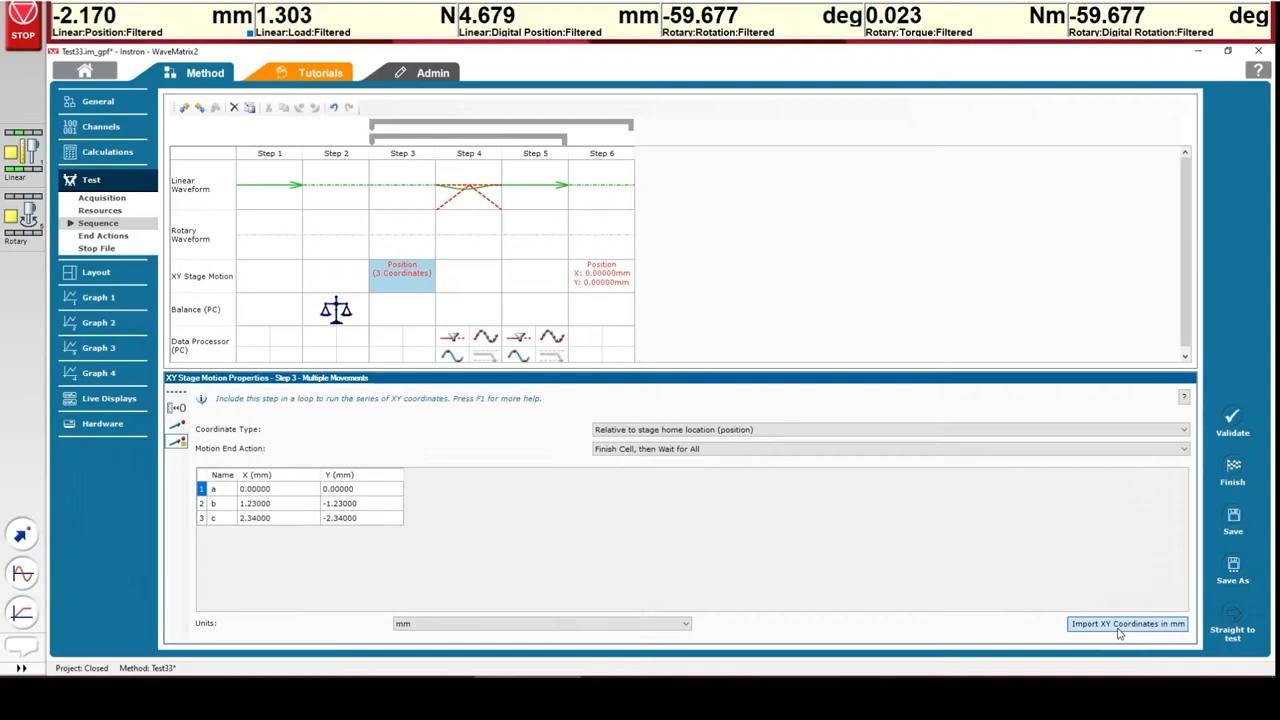 -2.170 mm 1.303 N 4.679 mm -59.677 deg 0.023 Nm -59.677 deg
Linear:Position:Filtered Linear:Load:Filtered Linear:Digital Position:Filtered Rotary:Rotation:Filtered Rotary:Torque:Filtered Rotary:Digital Rotation:Filtered
STOP
Test33.im_gpf* - Instron - WaveMatrix2
Method Tutorials Admin ?
General
Channels
Calculations
Test
Acquisition
Resources
Sequence
End Actions
Stop File
Layout
Graph 1
Graph 2
Graph 3
Graph 4
Live Displays
Hardware
Linear
Rotary
Step 1 Step 2 Step 3 Step 4 Step 5 Step 6
Linear
Waveform
Rotary
Waveform
XY Stage Motion
Position
(3 Coordinates)
Position
X: 0.00000mm
Y: 0.00000mm
Balance (PC)
Data Processor
(PC)
XY Stage Motion Properties - Step 3 - Multiple Movements
Include this step in a loop to run the series of XY coordinates. Press F1 for more help. ?
Coordinate Type: Relative to stage home location (position)
Motion End Action: Finish Cell, then Wait for All
Name X (mm) Y (mm)
1 a 0.00000 0.00000
2 b 1.23000 -1.23000
3 c 2.34000 -2.34000
Units: mm Import XY Coordinates in mm
Validate
Finish
Save
Save As
Straight to
test
Project: Closed Method: Test33*